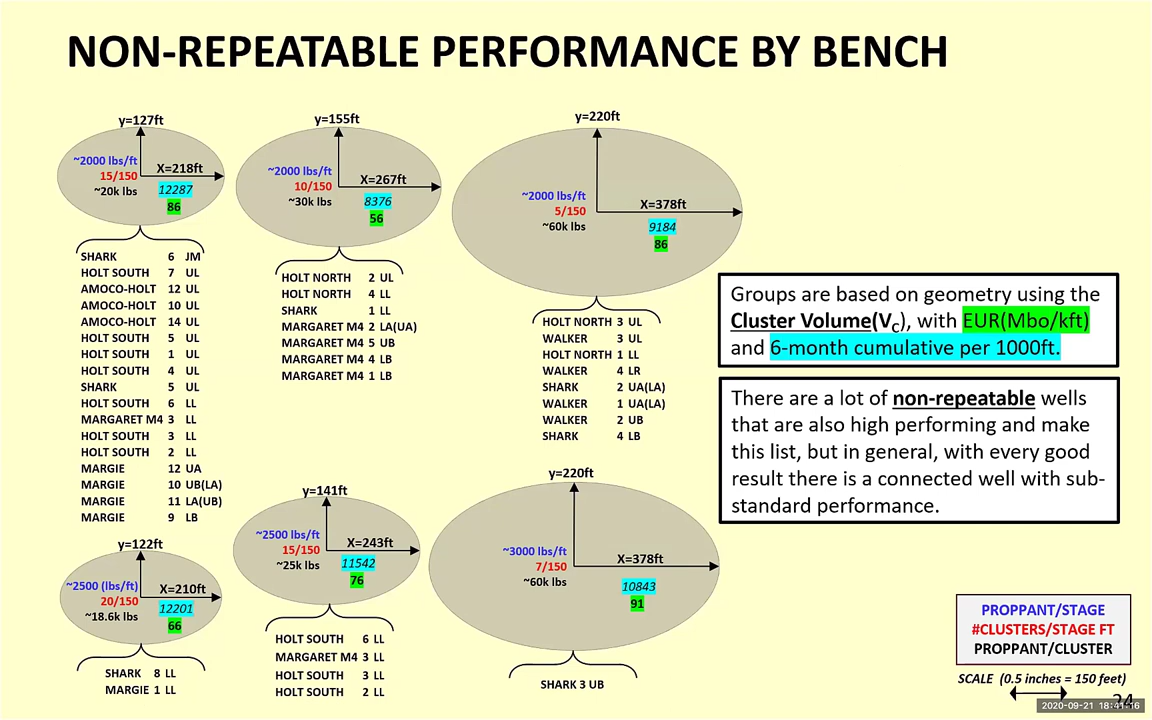 NON-REPEATABLE PERFORMANCE BY BENCH
y=127ft
~2000 lbs/ft
15/150
~20k lbs
X=218ft
12287
86
SHARK 6 JM
HOLT SOUTH 7 UL
AMOCO-HOLT 12 UL
AMOCO-HOLT 10 UL
AMOCO-HOLT 14 UL
HOLT SOUTH 5 UL
HOLT SOUTH 1 UL
HOLT SOUTH 4 UL
SHARK 5 UL
HOLT SOUTH 6 LL
MARGARET M4 3 LL
HOLT SOUTH 3 LL
HOLT SOUTH 2 LL
MARGIE 12 UA
MARGIE 10 UB(LA)
MARGIE 11 LA(UB)
MARGIE 9 LB
y=155ft
~2000 lbs/ft
10/150
~30k lbs
X=267ft
8376
56
HOLT NORTH 2 UL
HOLT NORTH 4 LL
SHARK 1 LL
MARGARET M4 2 LA(UA)
MARGARET M4 5 UB
MARGARET M4 4 LB
MARGARET M4 1 LB
y=220ft
~2000 lbs/ft
5/150
~60k lbs
X=378ft
9184
86
HOLT NORTH 3 UL
WALKER 3 UL
HOLT NORTH 1 LL
WALKER 4 LR
SHARK 2 UA(LA)
WALKER 1 UA(LA)
WALKER 2 UB
SHARK 4 LB
y=122ft
~2500 (lbs/ft)
20/150
~18.6k lbs
X=210ft
12201
66
SHARK 8 LL
MARGIE 1 LL
y=141ft
~2500 lbs/ft
15/150
~25k lbs
X=243ft
11542
76
HOLT SOUTH 6 LL
MARGARET M4 3 LL
HOLT SOUTH 3 LL
HOLT SOUTH 2 LL
y=220ft
~3000 lbs/ft
7/150
~60k lbs
X=378ft
10843
91
SHARK 3 UB
Groups are based on geometry using the
Cluster Volume(VC), with EUR(Mbo/kft)
and 6-month cumulative per 1000ft.
There are a lot of non-repeatable wells
that are also high performing and make
this list, but in general, with every good
result there is a connected well with sub-
standard performance.
PROPPANT/STAGE
#CLUSTERS/STAGE FT
PROPPANT/CLUSTER
SCALE (0.5 inches = 150 feet)
24
2020-09-21 18:41:16